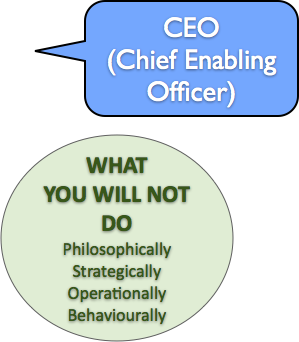 CEO
(Chief Enabling
Officer)
WHAT
YOU WILL NOT
DO
Philosophically
Strategically
Operationally
Behaviourally